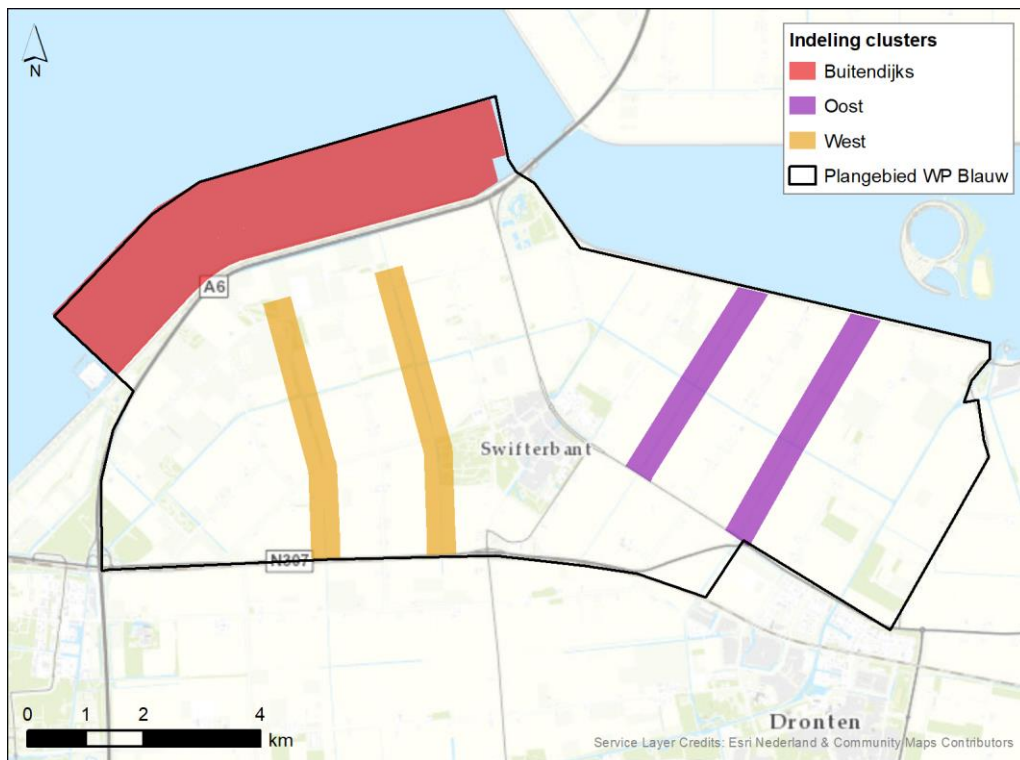 N
Indeling clusters
Buitendijks
Oost
West
Plangebied WP Blauw
A6
Swifterbant
N307
Dronten
0 1 2 4
km
Service Layer Credits: Esri Nederland & Community Maps Contributors